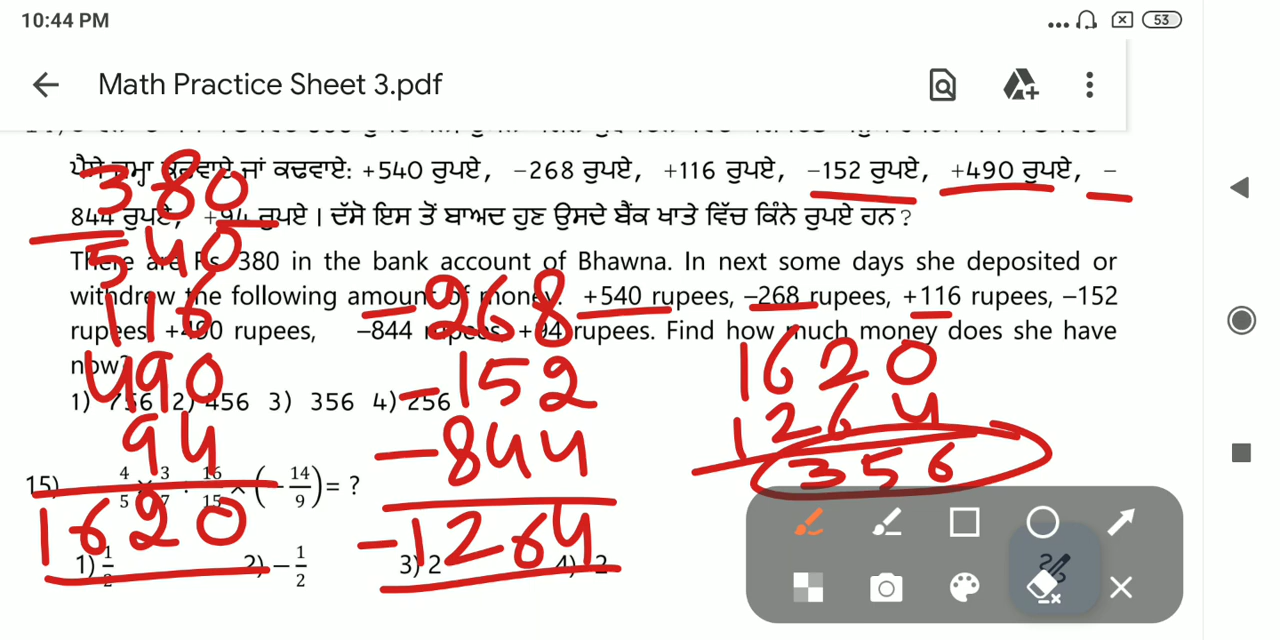 10:44 PM
53
Math Practice Sheet 3.pdf
ਪੈਸੇ ਜਮ੍ਹਾ ਕਢਵਾਏ ਜਾਂ ਕਢਵਾਏ: +540 ਰੁਪਏ, −268 ਰੁਪਏ, +116 ਰੁਪਏ, −152 ਰੁਪਏ, +490 ਰੁਪਏ, −
844 ਰੁਪਏ, +94 ਰੁਪਏ। ਦੱਸੋ ਇਸ ਤੋਂ ਬਾਅਦ ਹੁਣ ਉਸਦੇ ਬੈਂਕ ਖਾਤੇ ਵਿੱਚ ਕਿੰਨੇ ਰੁਪਏ ਹਨ?
There are Rs. 380 in the bank account of Bhawna. In next some days she deposited or
withdrew the following amount of money. +540 rupees, −268 rupees, +116 rupees, −152
rupees, +490 rupees, −844 rupees, +94 rupees. Find how much money does she have
now?
1) 756 2) 456 3) 356 4) 256
15) 4/5 × 3/7 ÷ 16/15 × (−14/9) = ?
1) 1/2 2) −1/2 3) 2 4) −2
380
540
116
490
94
1620
−268
−152
−844
−1264
1620
1264
356